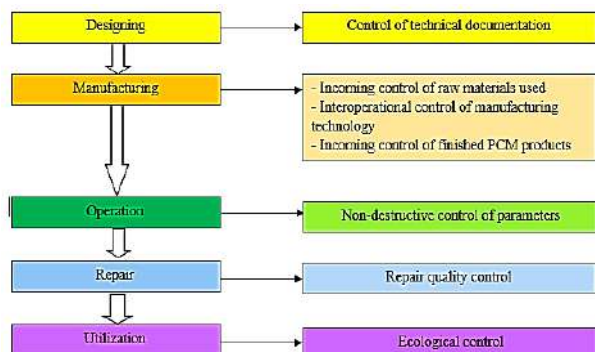 Designing
Control of technical documentation
Manufacturing
- Incoming control of raw materials used
- Interoperational control of manufacturing
technology
- Incoming control of finished PCM products
Operation
Non-destructive control of parameters
Repair
Repair quality control
Utilization
Ecological control